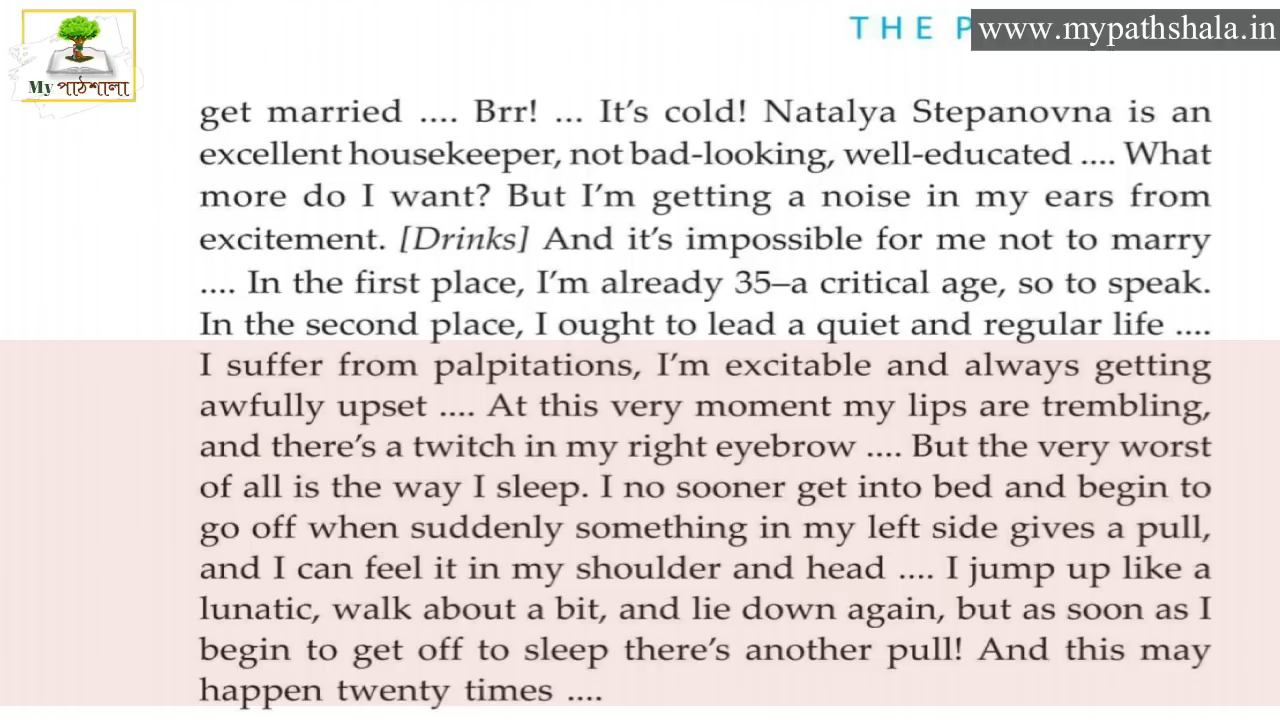 THE P
www.mypathshala.in
My পাঠশালা
get married .... Brr! ... It's cold! Natalya Stepanovna is an
excellent housekeeper, not bad-looking, well-educated .... What
more do I want? But I'm getting a noise in my ears from
excitement. [Drinks] And it's impossible for me not to marry
.... In the first place, I'm already 35–a critical age, so to speak.
In the second place, I ought to lead a quiet and regular life ....
I suffer from palpitations, I'm excitable and always getting
awfully upset .... At this very moment my lips are trembling,
and there's a twitch in my right eyebrow .... But the very worst
of all is the way I sleep. I no sooner get into bed and begin to
go off when suddenly something in my left side gives a pull,
and I can feel it in my shoulder and head .... I jump up like a
lunatic, walk about a bit, and lie down again, but as soon as I
begin to get off to sleep there's another pull! And this may
happen twenty times ....